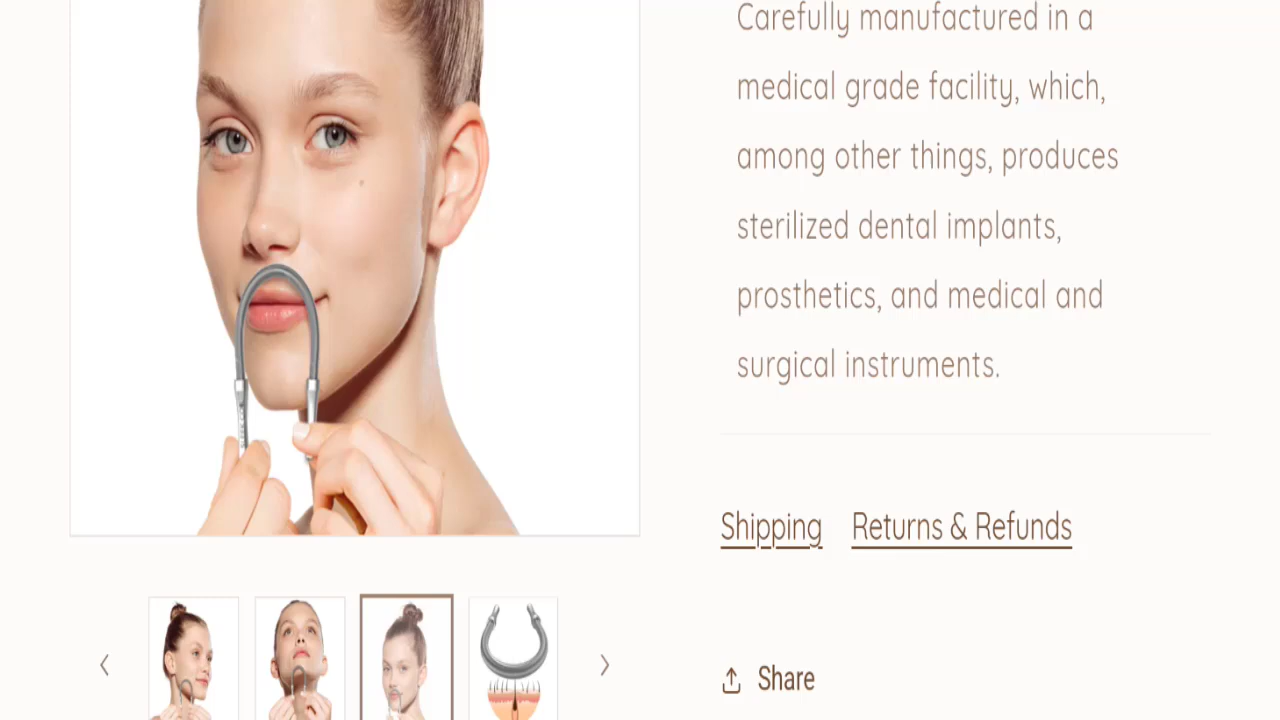 Carefully manufactured in a
medical grade facility, which,
among other things, produces
sterilized dental implants,
prosthetics, and medical and
surgical instruments.
Shipping Returns & Refunds
Share